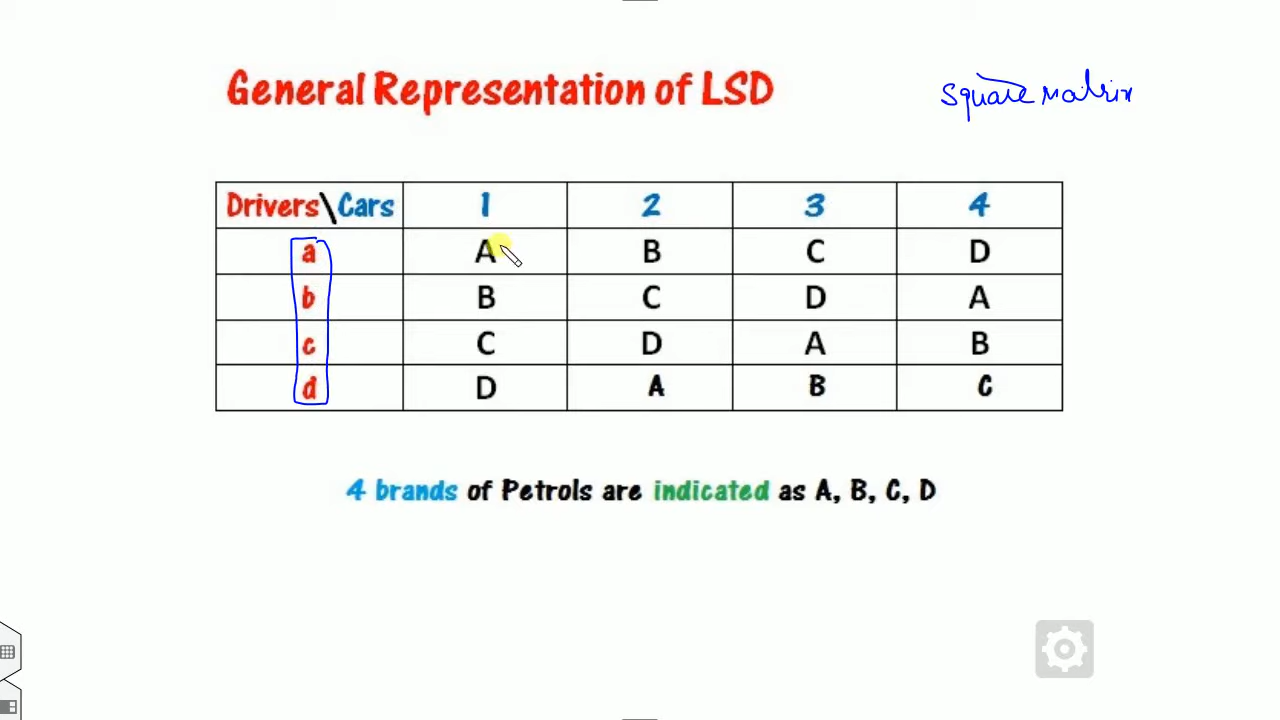 General Representation of LSD
Square Matrix
Drivers\Cars 1 2 3 4
a A B C D
b B C D A
c C D A B
d D A B C
4 brands of Petrols are indicated as A, B, C, D